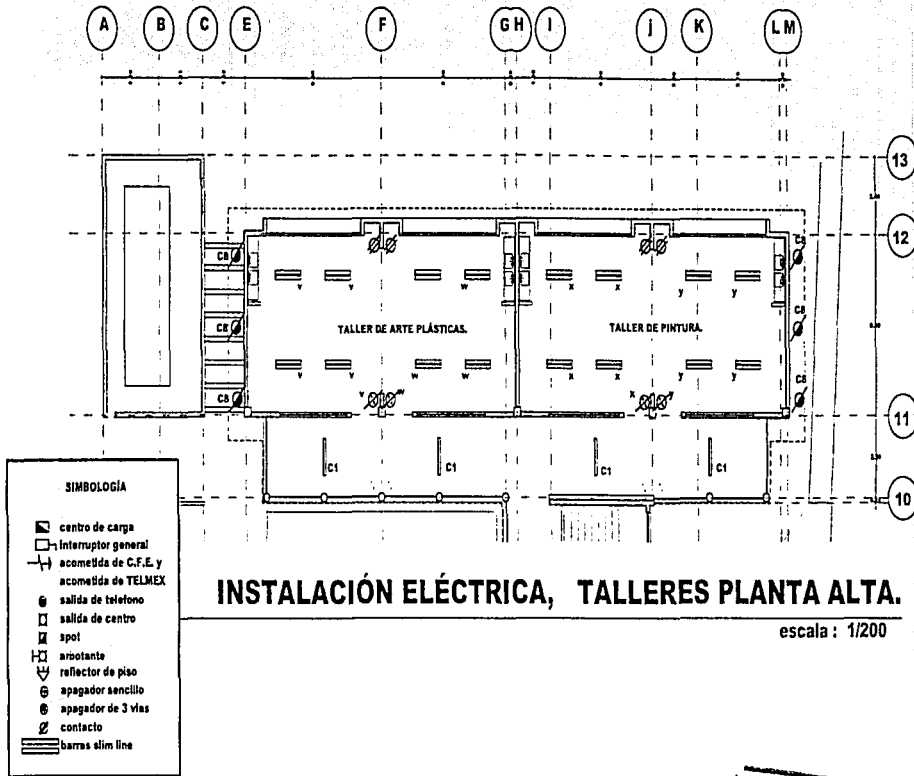 A B C E F G H I j K L M
13
12
C8 C8
v v w w x x y y
C8 TALLER DE ARTE PLÁSTICAS. TALLER DE PINTURA. C8
v v w w x x y y
C8 v w x y C8
11
C1 C1 C1 C1
10
SIMBOLOGÍA
centro de carga
interruptor general
acometida de C.F.E. y
acometida de TELMEX
salida de telefono
salida de centro
spot
arbotante
reflector de piso
apagador sencillo
apagador de 3 vias
contacto
barras slim line
INSTALACIÓN ELÉCTRICA, TALLERES PLANTA ALTA.
escala : 1/200